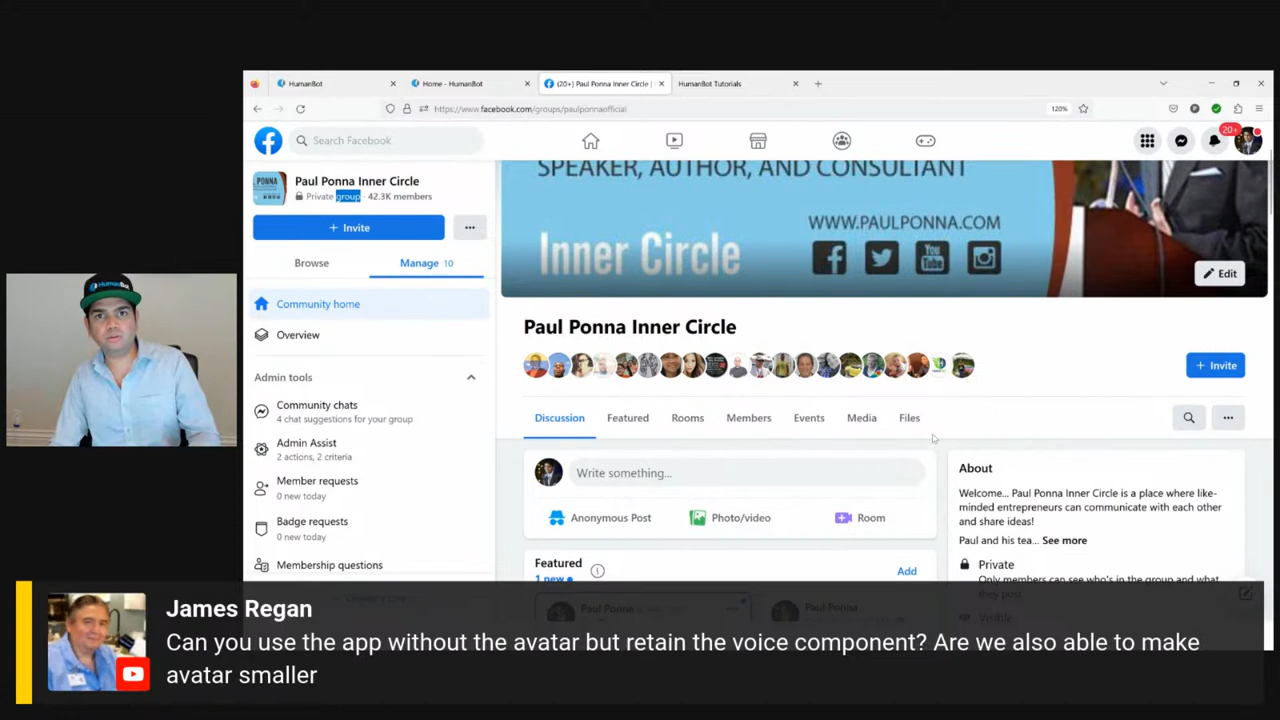 HumanBot
Home - HumanBot
(20+) Paul Ponna Inner Circle |
HumanBot Tutorials
https://www.facebook.com/groups/paulponnaofficial
120%
Search Facebook
20+
PONNA
Paul Ponna Inner Circle
Private group · 42.3K members
+ Invite
Browse
Manage 10
Community home
Overview
Admin tools
Community chats
4 chat suggestions for your group
Admin Assist
2 actions, 2 criteria
Member requests
0 new today
Badge requests
0 new today
Membership questions
SPEAKER, AUTHOR, AND CONSULTANT
WWW.PAULPONNA.COM
Inner Circle
You Tube
Edit
Paul Ponna Inner Circle
+ Invite
Discussion
Featured
Rooms
Members
Events
Media
Files
Write something...
Anonymous Post
Photo/video
Room
Featured
1 new
Add
Paul Ponna
Paul Ponna
About
Welcome... Paul Ponna Inner Circle is a place where like-
minded entrepreneurs can communicate with each other
and share ideas!
Paul and his tea... See more
Private
Only members can see who's in the group and what
they post.
Visible
HumanBot
James Regan
Can you use the app without the avatar but retain the voice component? Are we also able to make
avatar smaller